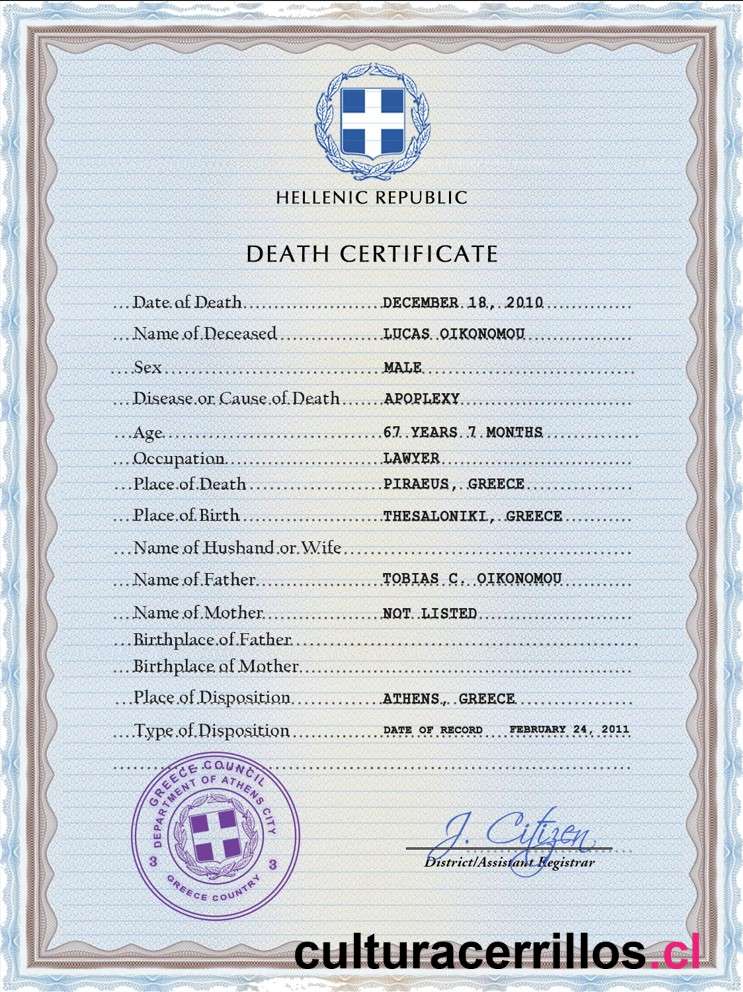 HELLENIC REPUBLIC
DEATH CERTIFICATE
Date of Death DECEMBER 18, 2010
Name of Deceased LUCAS OIKONOMOU
Sex MALE
Disease or Cause of Death APOPLEXY
Age 67 YEARS 7 MONTHS
Occupation LAWYER
Place of Death PIRAEUS, GREECE
Place of Birth THESALONIKI, GREECE
Name of Husband or Wife
Name of Father TOBIAS C. OIKONOMOU
Name of Mother NOT LISTED
Birthplace of Father
Birthplace of Mother
Place of Disposition ATHENS, GREECE
Type of Disposition DATE OF RECORD FEBRUARY 24, 2011
GREECE COUNCIL
DEPARTMENT OF ATHENS CITY
3 3
GREECE COUNTRY
J. Citizen
District/Assistant Registrar
culturacerrillos.cl